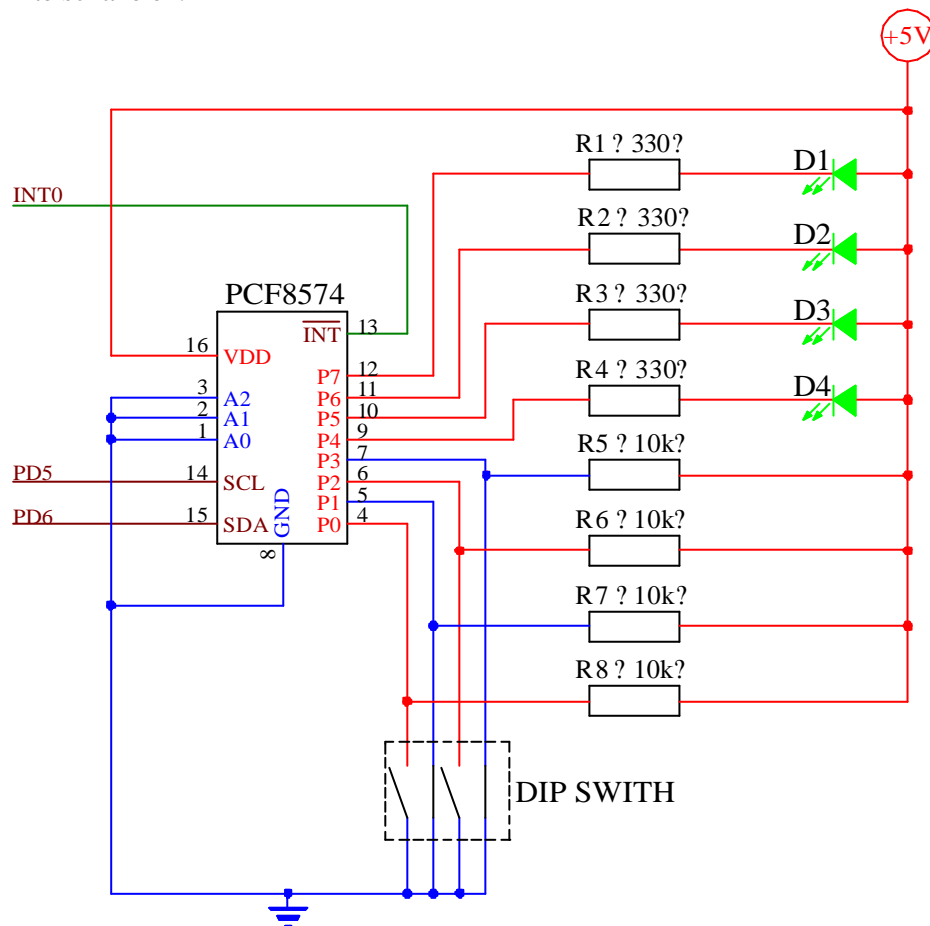 +5V
R1 ? 330?
D1
INT0
R2 ? 330?
D2
PCF8574
R3 ? 330?
D3
INT 13
16 VDD
R4 ? 330?
D4
P7 12
3 A2
P6 11
2 A1
P5 10
1 A0
P4 9
R5 ? 10k?
P3 7
PD5 14 SCL
P2 6
P1 5
PD6 15 SDA
GND
P0 4
8
R6 ? 10k?
R7 ? 10k?
R8 ? 10k?
DIP SWITH